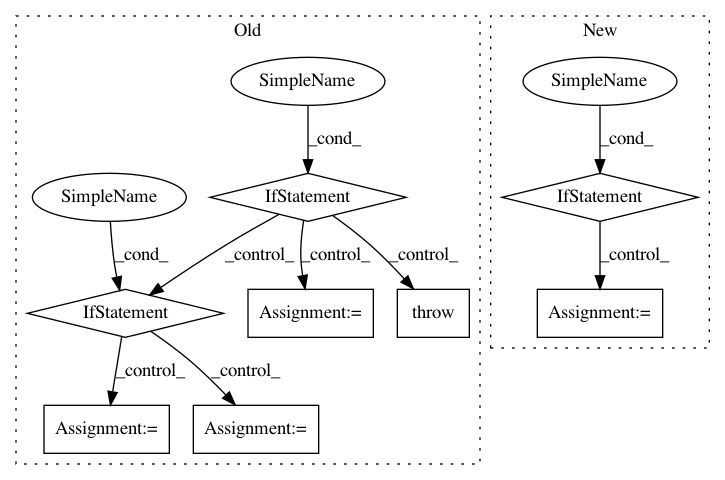 Old
New
SimpleName
SimpleName
_cond_
_cond_
SimpleName
IfStatement
IfStatement
_cond_
_control_
_control_
_control_
_control_
IfStatement
Assignment:=
throw
Assignment:=
_control_
_control_
Assignment:=
Assignment:=